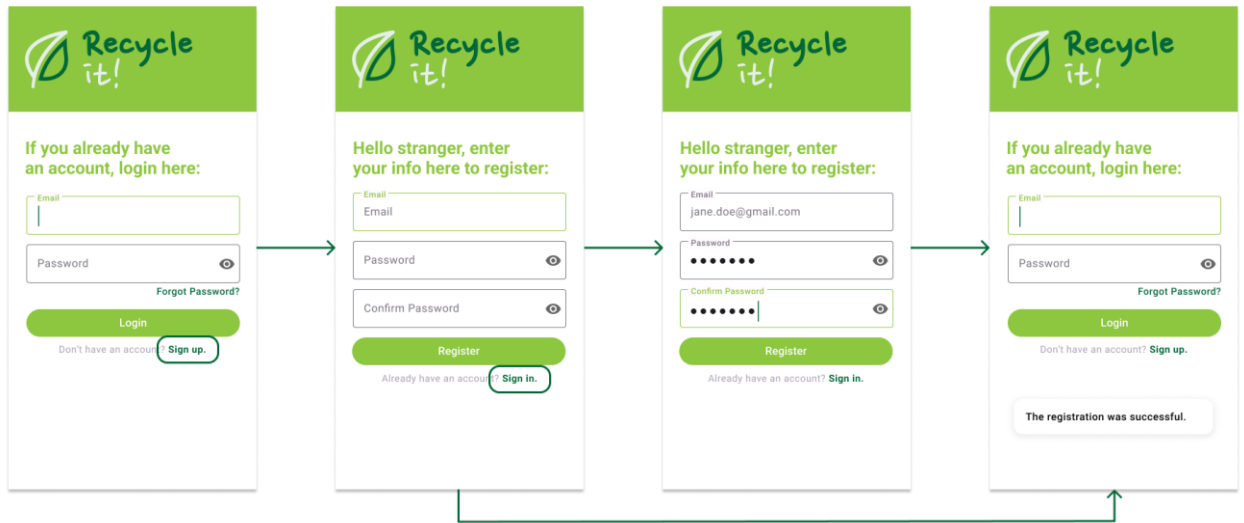 Recycle
it!
If you already have
an account, login here:
Email
Password
Forgot Password?
Login
Don't have an account? Sign up.
Recycle
it!
Hello stranger, enter
your info here to register:
Email
Email
Password
Confirm Password
Register
Already have an account? Sign in.
Recycle
it!
Hello stranger, enter
your info here to register:
Email
jane.doe@gmail.com
Password
•••••••
Confirm Password
•••••••
Register
Already have an account? Sign in.
Recycle
it!
If you already have
an account, login here:
Email
Password
Forgot Password?
Login
Don't have an account? Sign up.
The registration was successful.